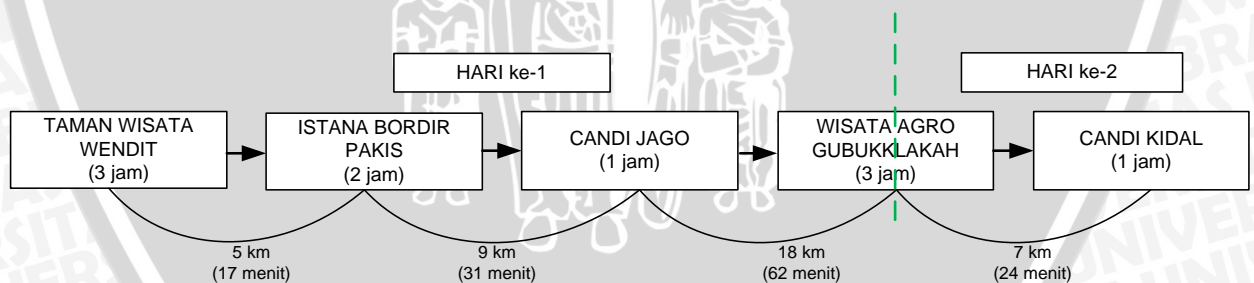 HARI ke-1
HARI ke-2
TAMAN WISATA
WENDIT
(3 jam)
ISTANA BORDIR
PAKIS
(2 jam)
CANDI JAGO
(1 jam)
WISATA AGRO
GUBUKKLAKAH
(3 jam)
CANDI KIDAL
(1 jam)
5 km
(17 menit)
9 km
(31 menit)
18 km
(62 menit)
7 km
(24 menit)